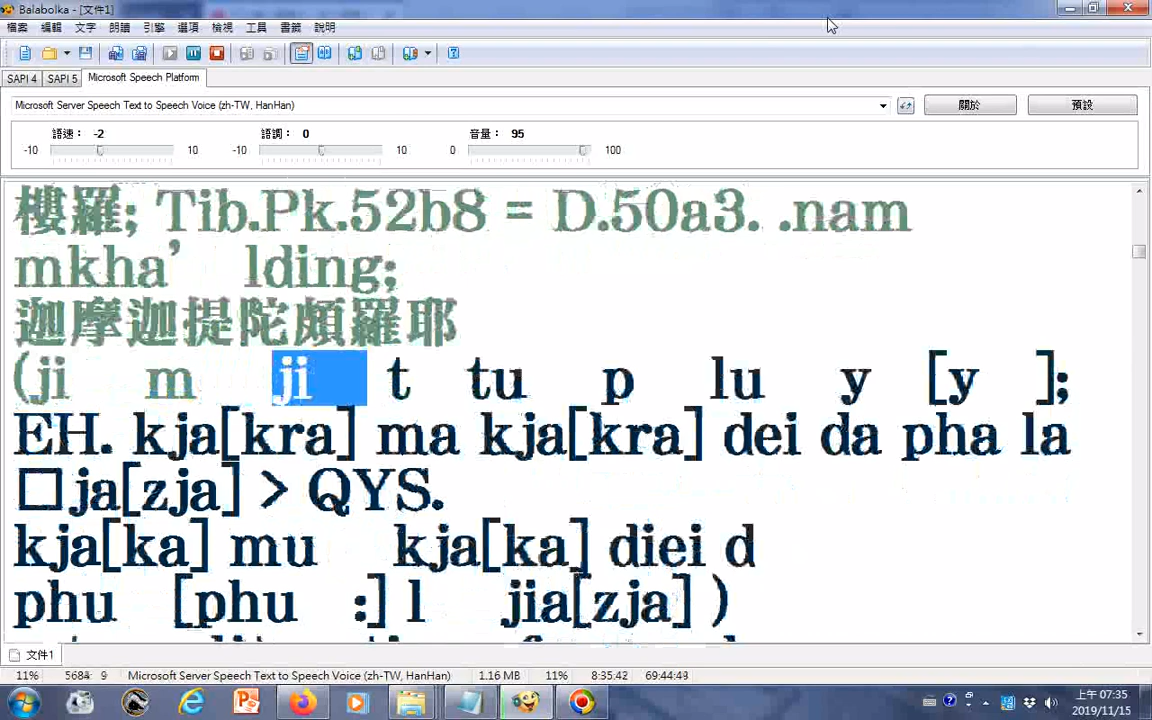 Balabolka - [文件1]
檔案 編輯 文字 朗讀 引擎 選項 檢視 工具 書籤 說明
SAPI 4 SAPI 5 Microsoft Speech Platform
Microsoft Server Speech Text to Speech Voice (zh-TW, HanHan) 關於 預設
語速： -2 語調： 0 音量： 95
-10 10 -10 10 0 100
樓羅; Tib.Pk.52b8 = D.50a3. .nam
mkha’ lding;
迦摩迦提陀頗羅耶
(ji m ji t tu p lu y [y ];
EH. kja[kra] ma kja[kra] dei da pha la
□ja[zja] > QYS.
kja[ka] mu kja[ka] diei d
phu [phu :] l jia[zja] )
文件1
11% 568: 9 Microsoft Server Speech Text to Speech Voice (zh-TW, HanHan) 1.16 MB 11% 8:35.42 69:44:43
上午 07:35
2019/11/15